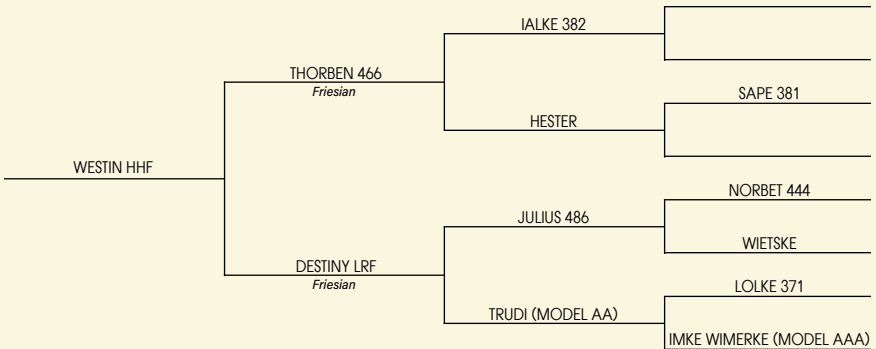 IALKE 382
THORBEN 466
Friesian
SAPE 381
HESTER
WESTIN HHF
NORBET 444
JULIUS 486
WIETSKE
DESTINY LRF
Friesian
LOLKE 371
TRUDI (MODEL AA)
IMKE WIMERKE (MODEL AAA)